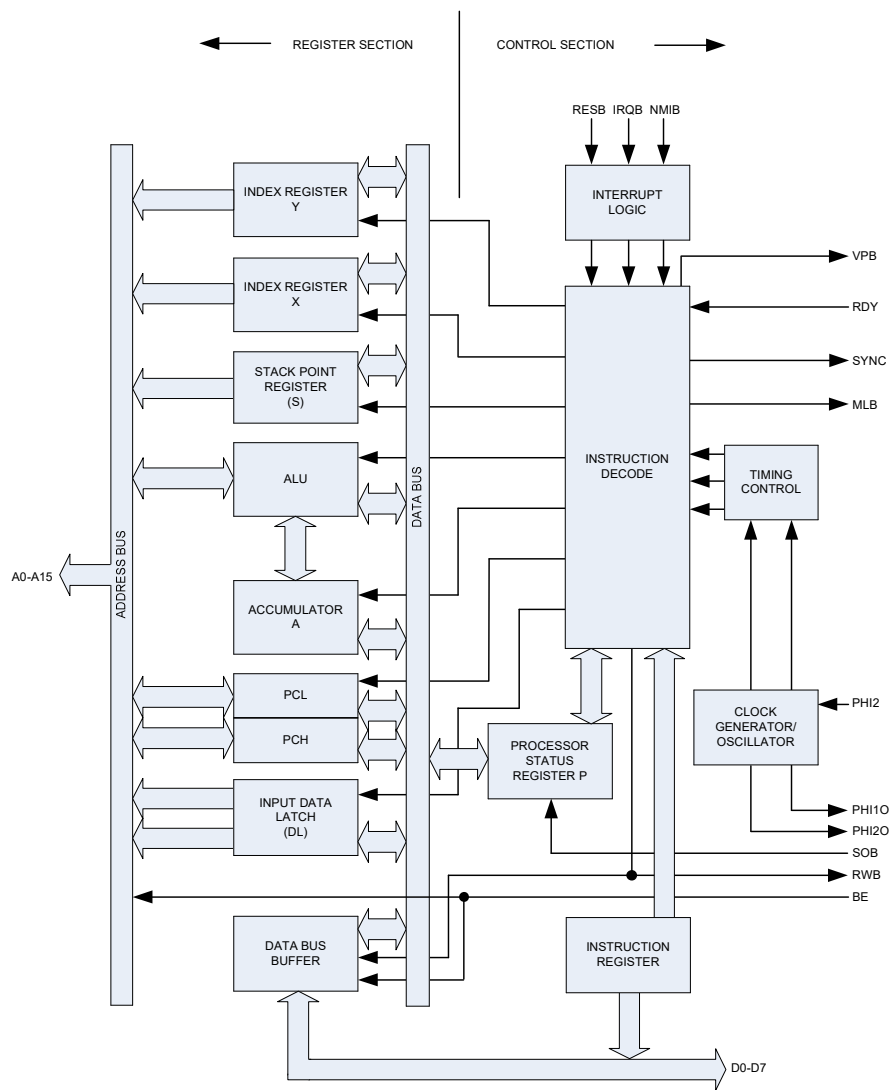 REGISTER SECTION
CONTROL SECTION
RESB IRQB NMIB
INTERRUPT
LOGIC
INDEX REGISTER
Y
INDEX REGISTER
X
STACK POINT
REGISTER
(S)
ALU
ACCUMULATOR
A
PCL
PCH
INPUT DATA
LATCH
(DL)
DATA BUS
BUFFER
ADDRESS BUS
DATA BUS
A0-A15
INSTRUCTION
DECODE
TIMING
CONTROL
CLOCK
GENERATOR/
OSCILLATOR
PROCESSOR
STATUS
REGISTER P
INSTRUCTION
REGISTER
VPB
RDY
SYNC
MLB
PHI2
PHI1O
PHI2O
SOB
RWB
BE
D0-D7